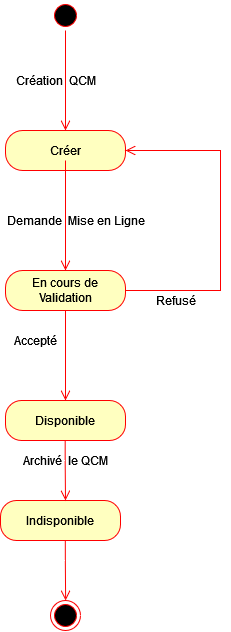 Création QCM
Créer
Demande Mise en Ligne
En cours de
Validation
Refusé
Accepté
Disponible
Archivé le QCM
Indisponible